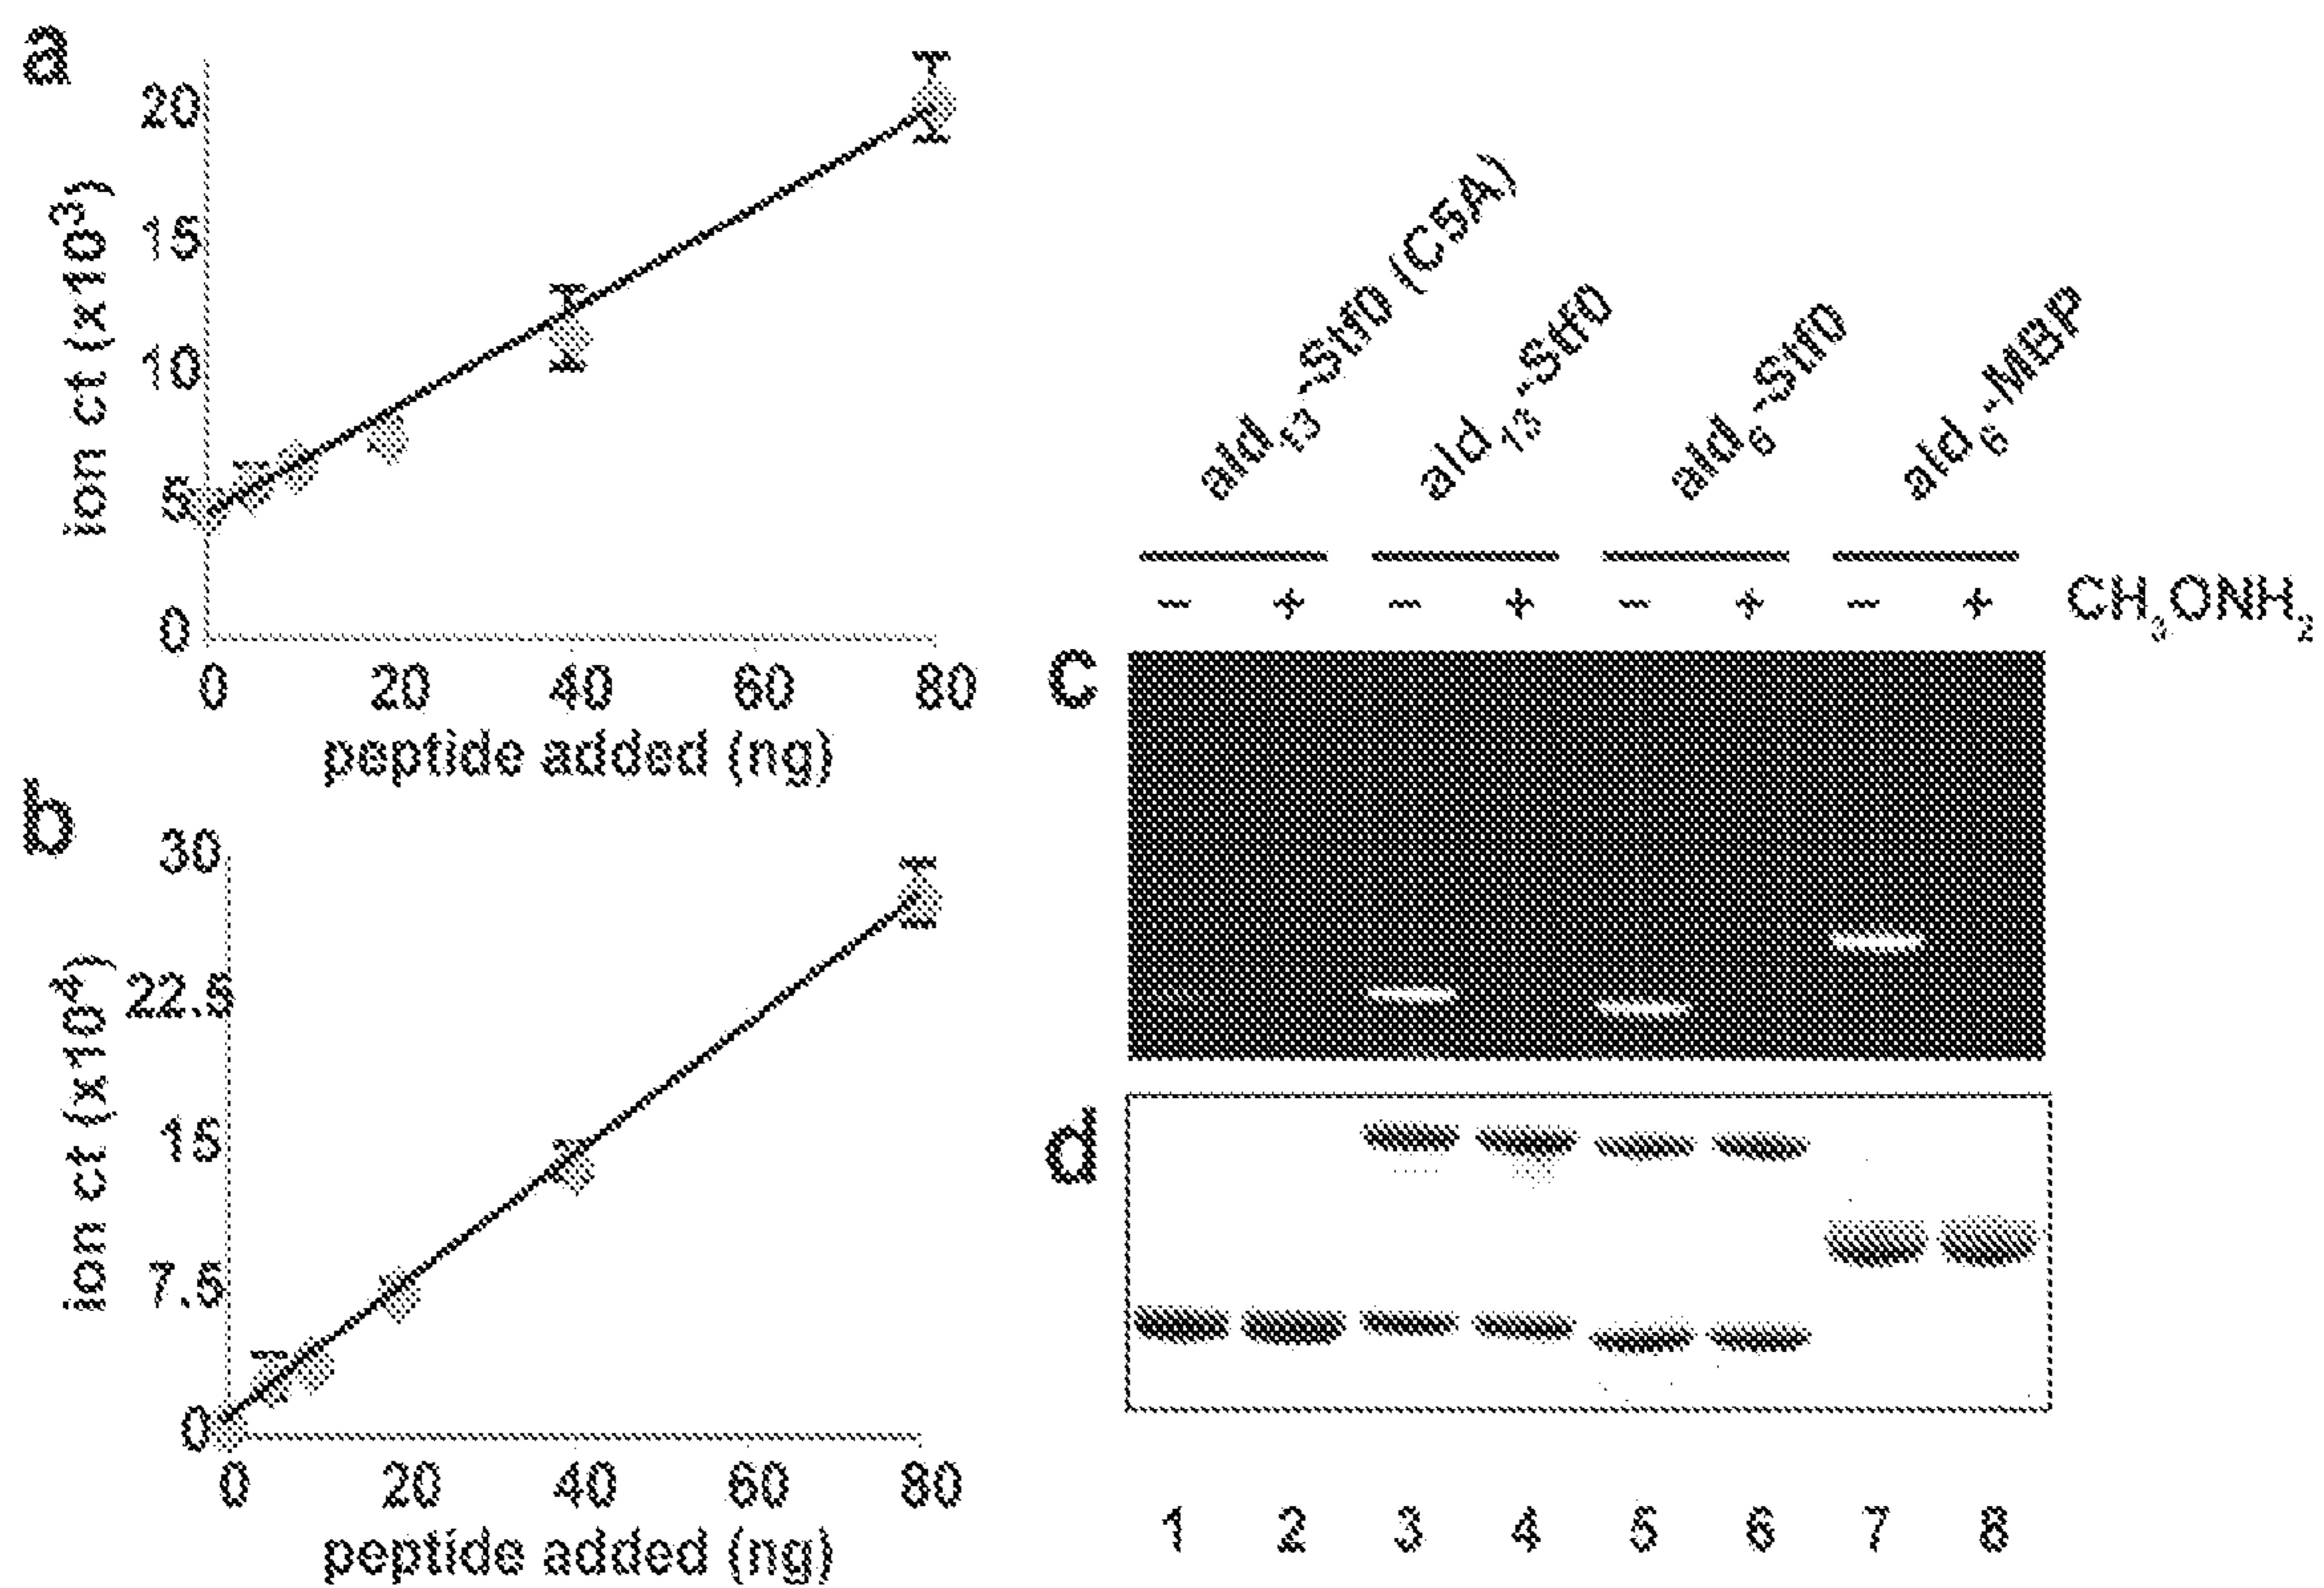 a
20
15
10
5
0
ion ct (x10³)
0 20 40 60 80
peptide added (ng)
b
30
22.5
15
7.5
0
ion ct (x10⁴)
0 20 40 60 80
peptide added (ng)
ald₁₃-Stf0 (C5A)
ald₁₃-Stf0
ald₆-Stf0
ald₆-MBP
– + – + – + – + CH₃ONH₂
c
d
1 2 3 4 5 6 7 8